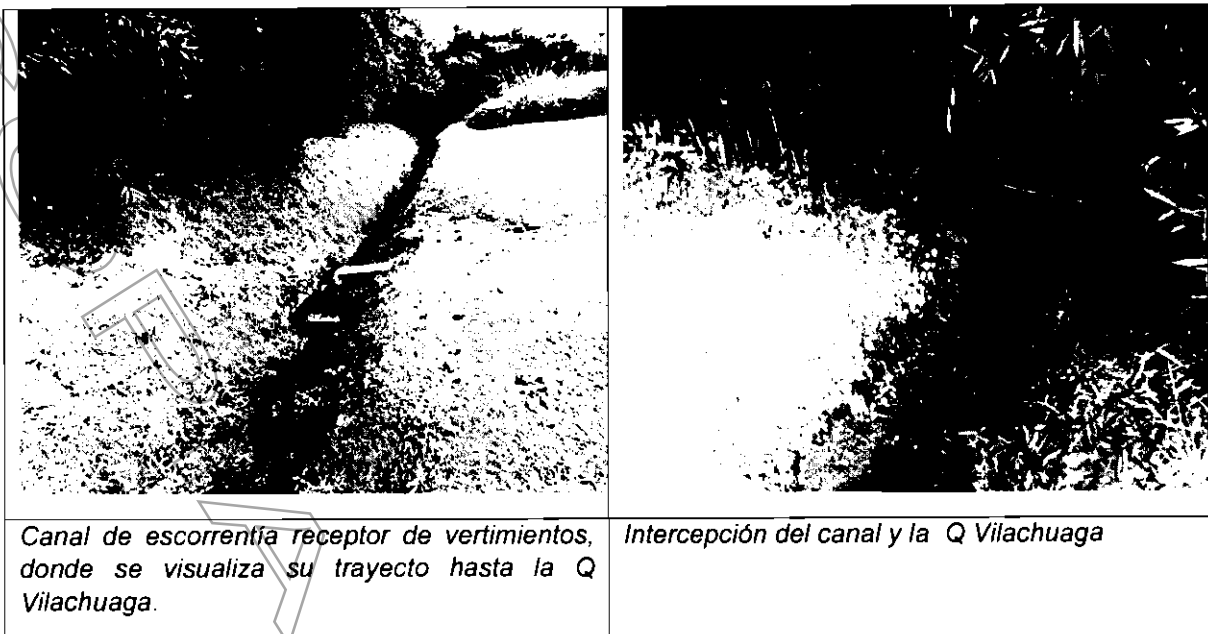 Canal de escorrentía receptor de vertimientos,
donde se visualiza su trayecto hasta la Q
Vilachuaga.
Intercepción del canal y la Q Vilachuaga